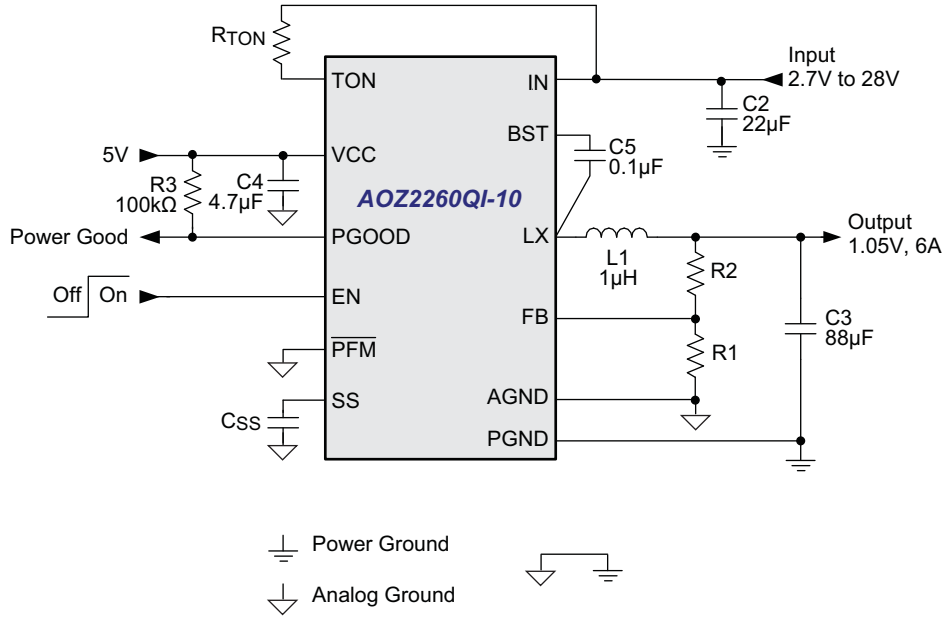 RTON
TON
IN
Input
2.7V to 28V
C2
22µF
BST
C5
0.1µF
5V
VCC
R3
100kΩ
C4
4.7µF
AOZ2260QI-10
Power Good
PGOOD
LX
L1
1µH
Output
1.05V, 6A
R2
Off
On
EN
FB
C3
88µF
R1
PFM
SS
CSS
AGND
PGND
Power Ground
Analog Ground